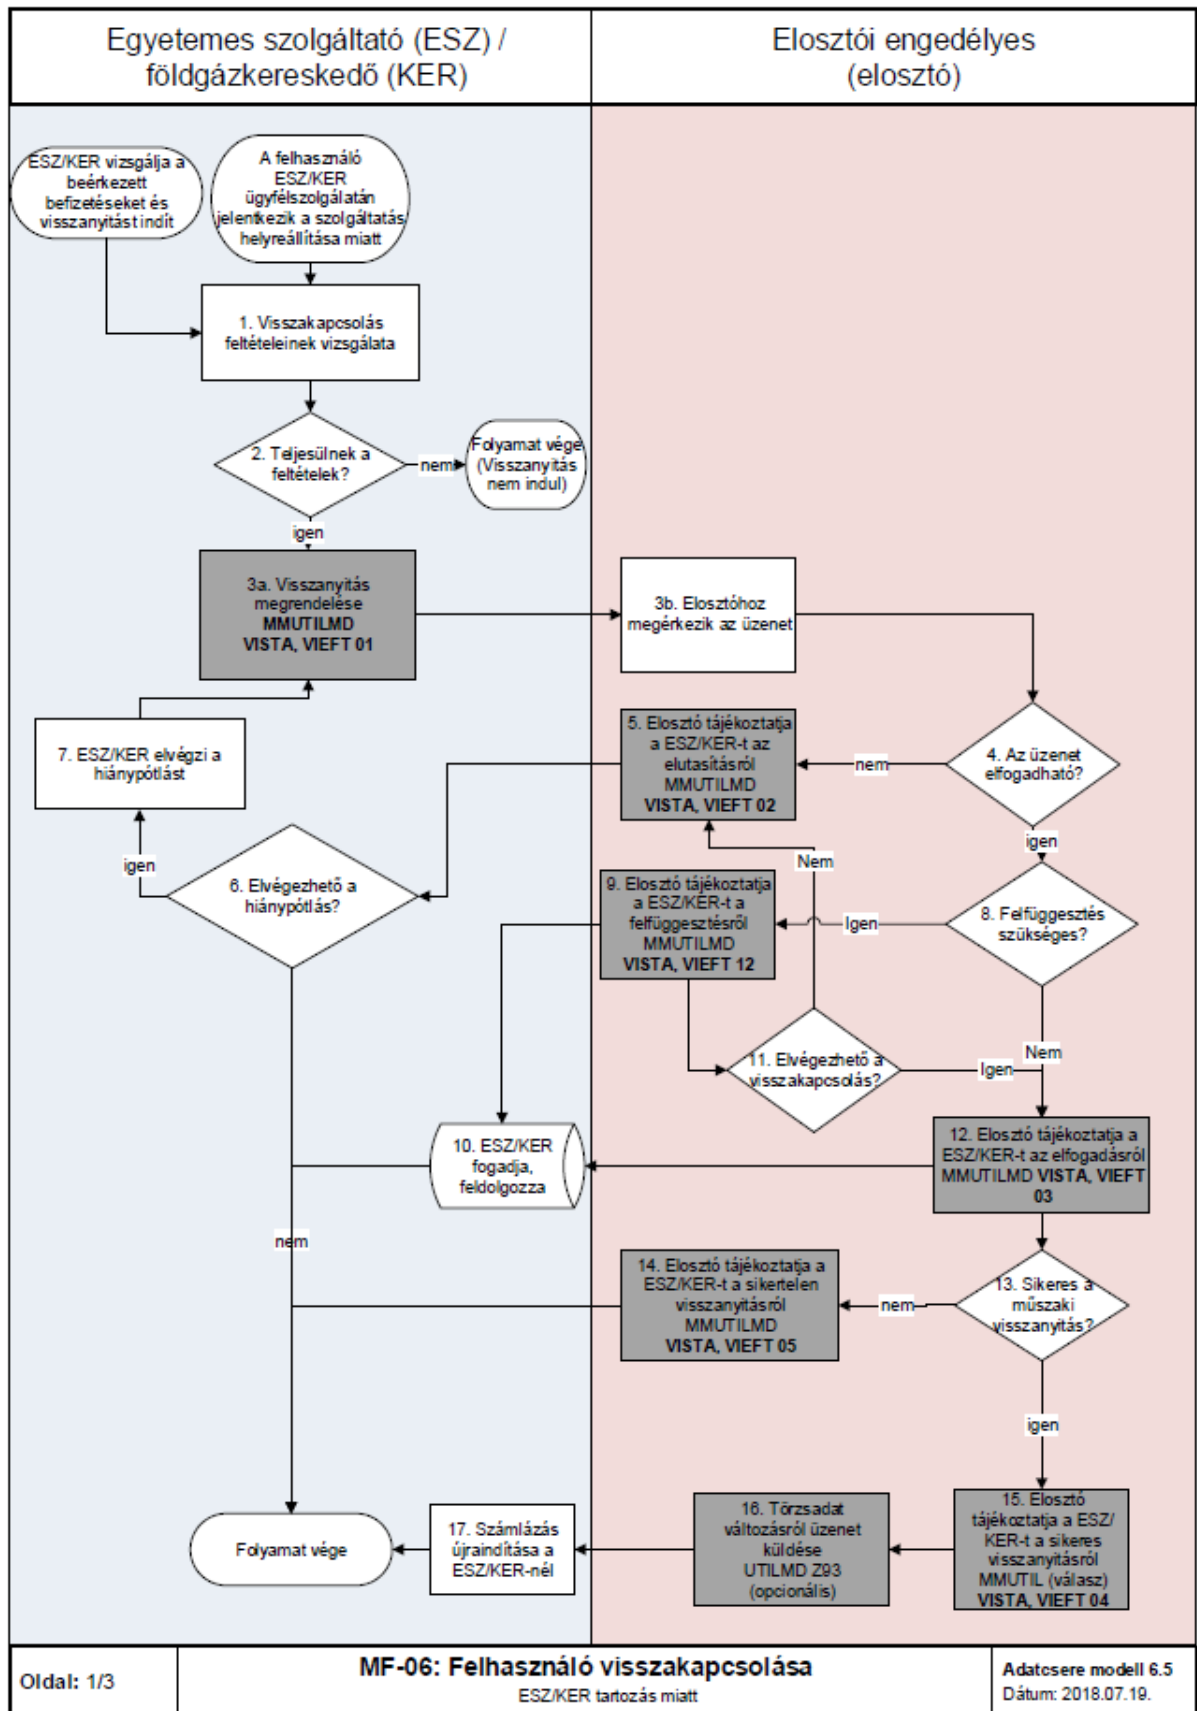 Egyetemes szolgáltató (ESZ) /
földgázkereskedő (KER)
Elosztói engedélyes
(elosztó)
ESZ/KER vizsgálja a
beérkezett
befizetéseket és
visszanyitást indít
A felhasználó
ESZ/KER
ügyfélszolgálatán
jelentkezik a szolgáltatás
helyreállítása miatt
1. Visszakapcsolás
feltételeinek vizsgálata
2. Teljesülnek a
feltételek?
nem
Folyamat vége
(Visszanyitás
nem indul)
igen
3a. Visszanyitás
megrendelése
MMUTILMD
VISTA, VIEFT 01
3b. Elosztóhoz
megérkezik az üzenet
4. Az üzenet
elfogadható?
nem
5. Elosztó tájékoztatja
a ESZ/KER-t az
elutasításról
MMUTILMD
VISTA, VIEFT 02
7. ESZ/KER elvégzi a
hiánypótlást
igen
6. Elvégezhető a
hiánypótlás?
igen
Nem
8. Felfüggesztés
szükséges?
Igen
9. Elosztó tájékoztatja
a ESZ/KER-t a
felfüggesztésről
MMUTILMD
VISTA, VIEFT 12
11. Elvégezhető a
visszakapcsolás?
Igen
Nem
10. ESZ/KER
fogadja,
feldolgozza
12. Elosztó tájékoztatja a
ESZ/KER-t az elfogadásról
MMUTILMD VISTA, VIEFT
03
nem
14. Elosztó tájékoztatja a
ESZ/KER-t a sikertelen
visszanyitásról
MMUTILMD
VISTA, VIEFT 05
nem
13. Sikeres a
műszaki
visszanyitás?
igen
Folyamat vége
17. Számlázás
újraindítása a
ESZ/KER-nél
16. Törzsadat
változásról üzenet
küldése
UTILMD Z93
(opcionális)
15. Elosztó
tájékoztatja a ESZ/
KER-t a sikeres
visszanyitásról
MMUTIL (válasz)
VISTA, VIEFT 04
Oldal: 1/3
MF-06: Felhasználó visszakapcsolása
ESZ/KER tartozás miatt
Adatcsere modell 6.5
Dátum: 2018.07.19.